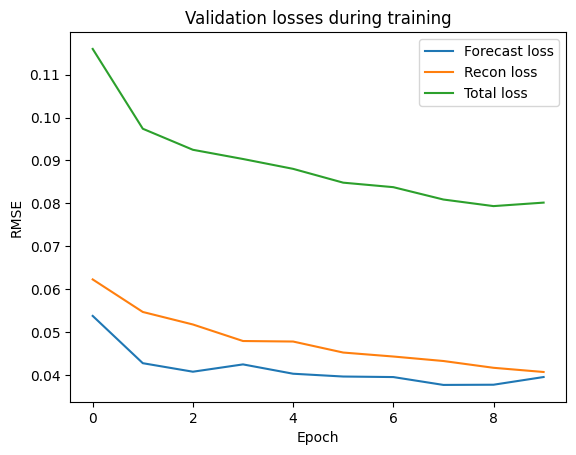 Validation losses during training
Forecast loss
Recon loss
Total loss
0.11
0.10
0.09
0.08
0.07
0.06
0.05
0.04
RMSE
0 2 4 6 8
Epoch